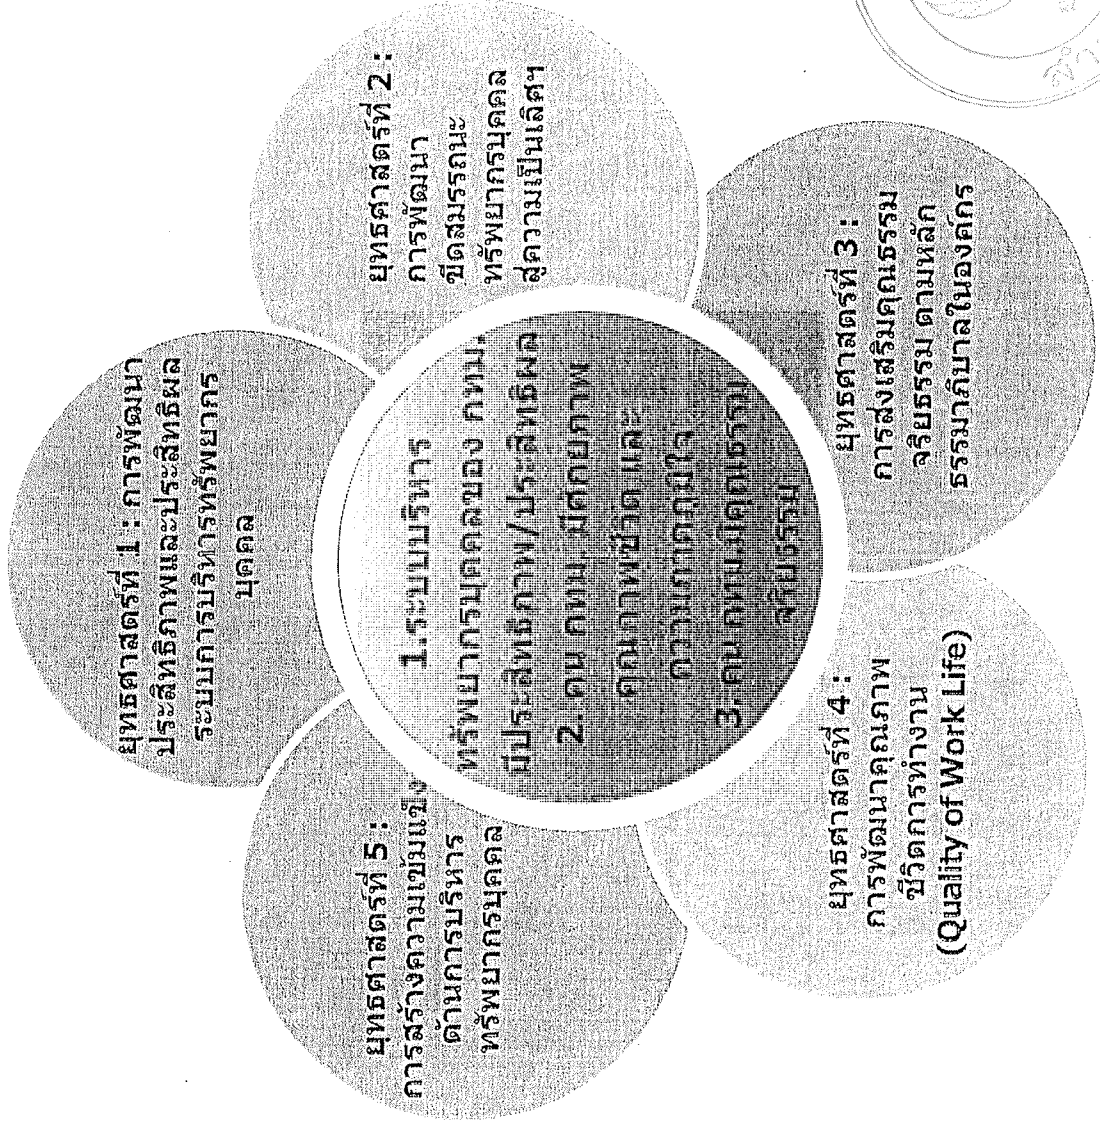 ยุทธศาสตร์ที่ 1 : การพัฒนา
ประสิทธิภาพและประสิทธิผล
ระบบการบริหารทรัพยากร
บุคคล
ยุทธศาสตร์ที่ 2 :
การพัฒนา
ขีดสมรรถนะ
ทรัพยากรบุคคล
สู่ความเป็นเลิศฯ
ยุทธศาสตร์ที่ 3 :
การส่งเสริมคุณธรรม
จริยธรรม ตามหลัก
ธรรมาภิบาลในองค์กร
ยุทธศาสตร์ที่ 4 :
การพัฒนาคุณภาพ
ชีวิตการทำงาน
(Quality of Work Life)
ยุทธศาสตร์ที่ 5 :
การสร้างความเข้มแข็ง
ด้านการบริหาร
ทรัพยากรบุคคล
1.ระบบบริหาร
ทรัพยากรบุคคลของ กทม.
มีประสิทธิภาพ/ประสิทธิผล
2. คน กทม. มีศักยภาพ
คุณภาพชีวิต และ
ความภาคภูมิใจ
3. คน กทม.มีคุณธรรม
จริยธรรม